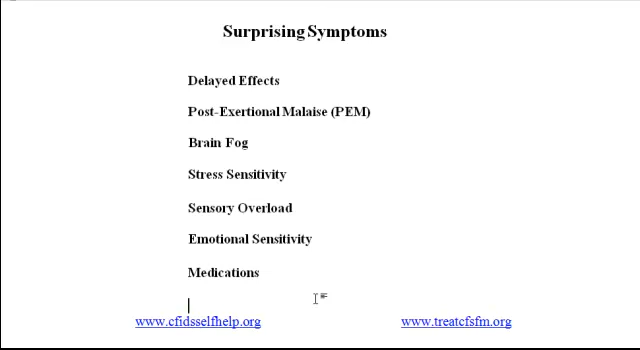 Surprising Symptoms
Delayed Effects
Post-Exertional Malaise (PEM)
Brain Fog
Stress Sensitivity
Sensory Overload
Emotional Sensitivity
Medications
www.cfidsselfhelp.org www.treatcfsfm.org